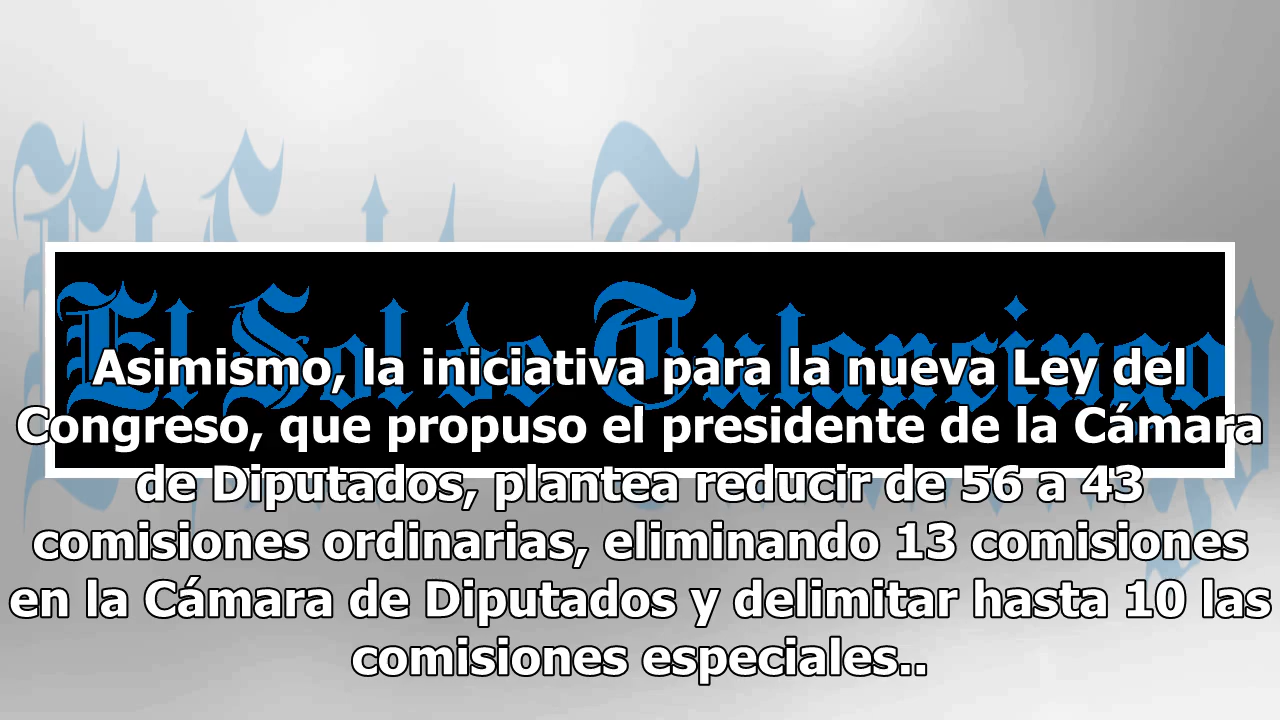 El Sol de Tulancingo
Asimismo, la iniciativa para la nueva Ley del
Congreso, que propuso el presidente de la Cámara
de Diputados, plantea reducir de 56 a 43
comisiones ordinarias, eliminando 13 comisiones
en la Cámara de Diputados y delimitar hasta 10 las
comisiones especiales..